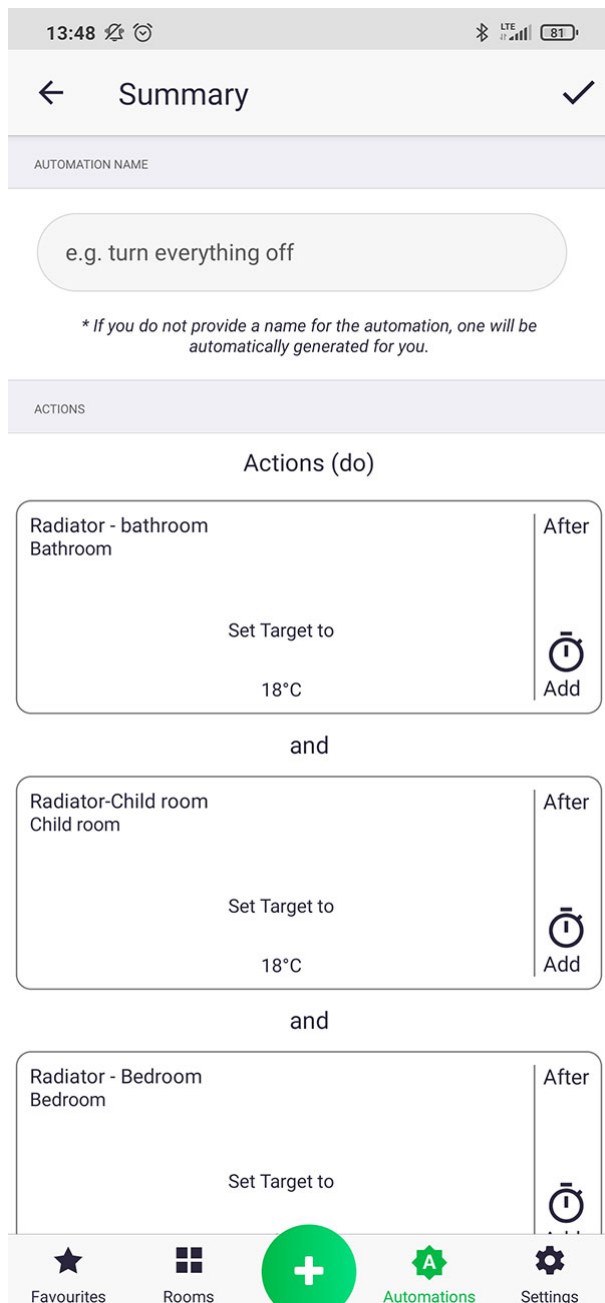 13:48 LTE 81
Summary
AUTOMATION NAME
e.g. turn everything off
* If you do not provide a name for the automation, one will be
automatically generated for you.
ACTIONS
Actions (do)
Radiator - bathroom
Bathroom
After
Set Target to
18°C
Add
and
Radiator-Child room
Child room
After
Set Target to
18°C
Add
and
Radiator - Bedroom
Bedroom
After
Set Target to
A
Favourites
Rooms
Automations
Settings